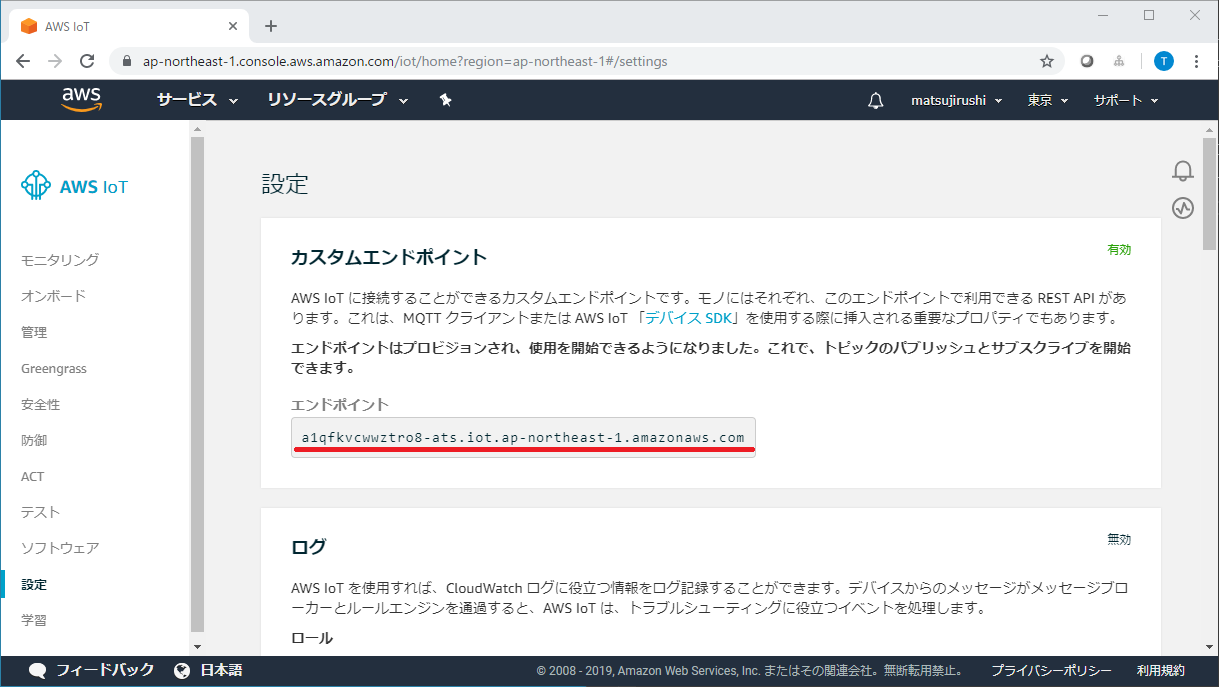 AWS IoT
ap-northeast-1.console.aws.amazon.com/iot/home?region=ap-northeast-1#/settings
T
aws サービス リソースグループ matsujirushi 東京 サポート
AWS IoT
モニタリング
オンボード
管理
Greengrass
安全性
防御
ACT
テスト
ソフトウェア
設定
学習
設定
カスタムエンドポイント 有効
AWS IoT に接続することができるカスタムエンドポイントです。モノにはそれぞれ、このエンドポイントで利用できる REST API があ
ります。これは、MQTT クライアントまたは AWS IoT 「デバイス SDK」を使用する際に挿入される重要なプロパティでもあります。
エンドポイントはプロビジョンされ、使用を開始できるようになりました。これで、トピックのパブリッシュとサブスクライブを開始
できます。
エンドポイント
a1qfkvcwwztro8-ats.iot.ap-northeast-1.amazonaws.com
ログ 無効
AWS IoT を使用すれば、CloudWatch ログに役立つ情報をログ記録することができます。デバイスからのメッセージがメッセージブロ
ーカーとルールエンジンを通過すると、AWS IoT は、トラブルシューティングに役立つイベントを処理します。
ロール
フィードバック 日本語 © 2008 - 2019, Amazon Web Services, Inc. またはその関連会社。無断転用禁止。 プライバシーポリシー 利用規約